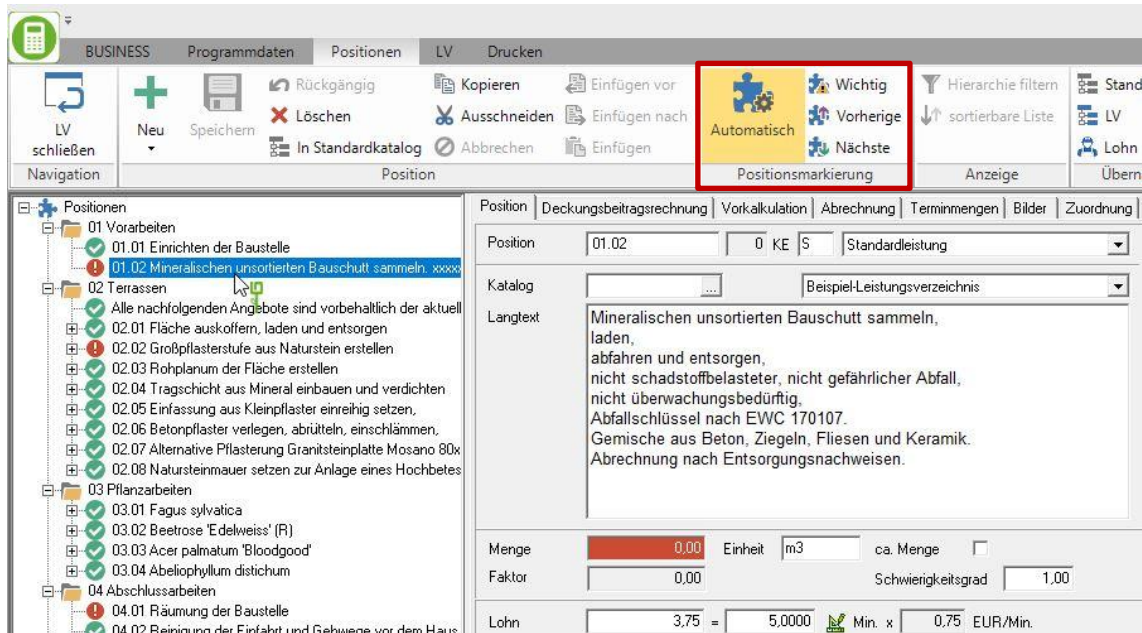 BUSINESS Programmdaten Positionen LV Drucken
LV schließen
Neu
Speichern
Rückgängig
Löschen
In Standardkatalog
Kopieren
Ausschneiden
Abbrechen
Einfügen vor
Einfügen nach
Einfügen
Automatisch
Wichtig
Vorherige
Nächste
Hierarchie filtern
sortierbare Liste
Stand
LV
Lohn
Navigation Position Positionsmarkierung Anzeige Übern
Positionen
01 Vorarbeiten
01.01 Einrichten der Baustelle
01.02 Mineralischen unsortierten Bauschutt sammeln. xxxxx
02 Terrassen
Alle nachfolgenden Angebote sind vorbehaltlich der aktuell
02.01 Fläche auskoffern, laden und entsorgen
02.02 Großpflasterstufe aus Naturstein erstellen
02.03 Rohplanum der Fläche erstellen
02.04 Tragschicht aus Mineral einbauen und verdichten
02.05 Einfassung aus Kleinpflaster einreihig setzen,
02.06 Betonpflaster verlegen, abrütteln, einschlämmen,
02.07 Alternative Pflasterung Granitsteinplatte Mosano 80x
02.08 Natursteinmauer setzen zur Anlage eines Hochbetes
03 Pflanzarbeiten
03.01 Fagus sylvatica
03.02 Beetrose 'Edelweiss' (R)
03.03 Acer palmatum 'Bloodgood'
03.04 Abeliophyllum distichum
04 Abschlussarbeiten
04.01 Räumung der Baustelle
04.02 Reinigung der Einfahrt und Gehwege vor dem Haus
Position Deckungsbeitragsrechnung Vorkalkulation Abrechnung Terminmengen Bilder Zuordnung
Position 01.02 0 KE S Standardleistung
Katalog ... Beispiel-Leistungsverzeichnis
Langtext
Mineralischen unsortierten Bauschutt sammeln,
laden,
abfahren und entsorgen,
nicht schadstoffbelasteter, nicht gefährlicher Abfall,
nicht überwachungsbedürftig,
Abfallschlüssel nach EWC 170107.
Gemische aus Beton, Ziegeln, Fliesen und Keramik.
Abrechnung nach Entsorgungsnachweisen.
Menge 0,00 Einheit m3 ca. Menge
Faktor 0,00 Schwierigkeitsgrad 1,00
Lohn 3,75 = 5,0000 Min. x 0,75 EUR/Min.